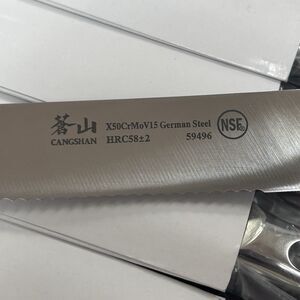 蒼山
CANGSHAN
X50CrMoV15 German Steel
HRC58±2 59496
NSF.